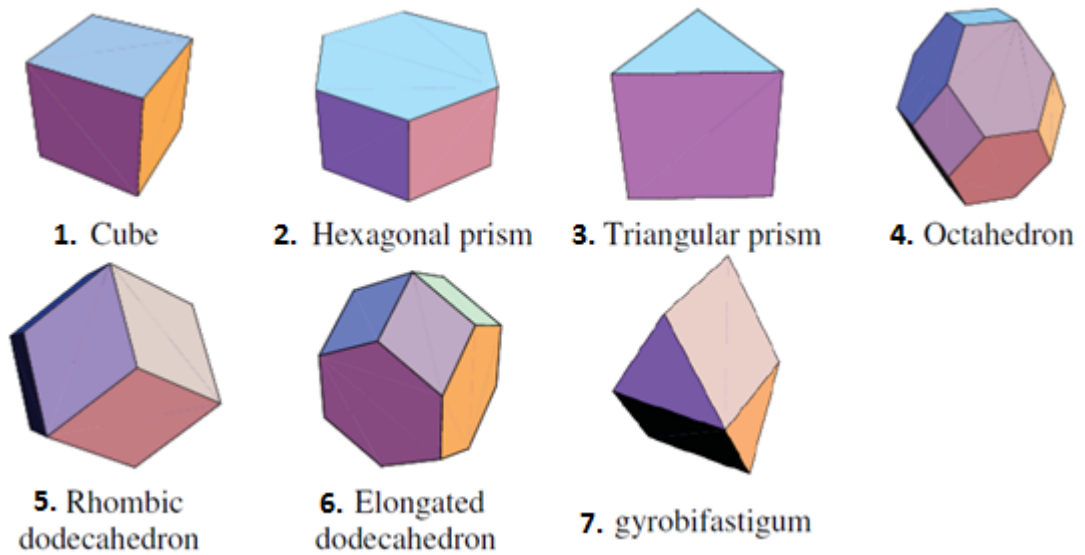 1. Cube
2. Hexagonal prism
3. Triangular prism
4. Octahedron
5. Rhombic
dodecahedron
6. Elongated
dodecahedron
7. gyrobifastigum